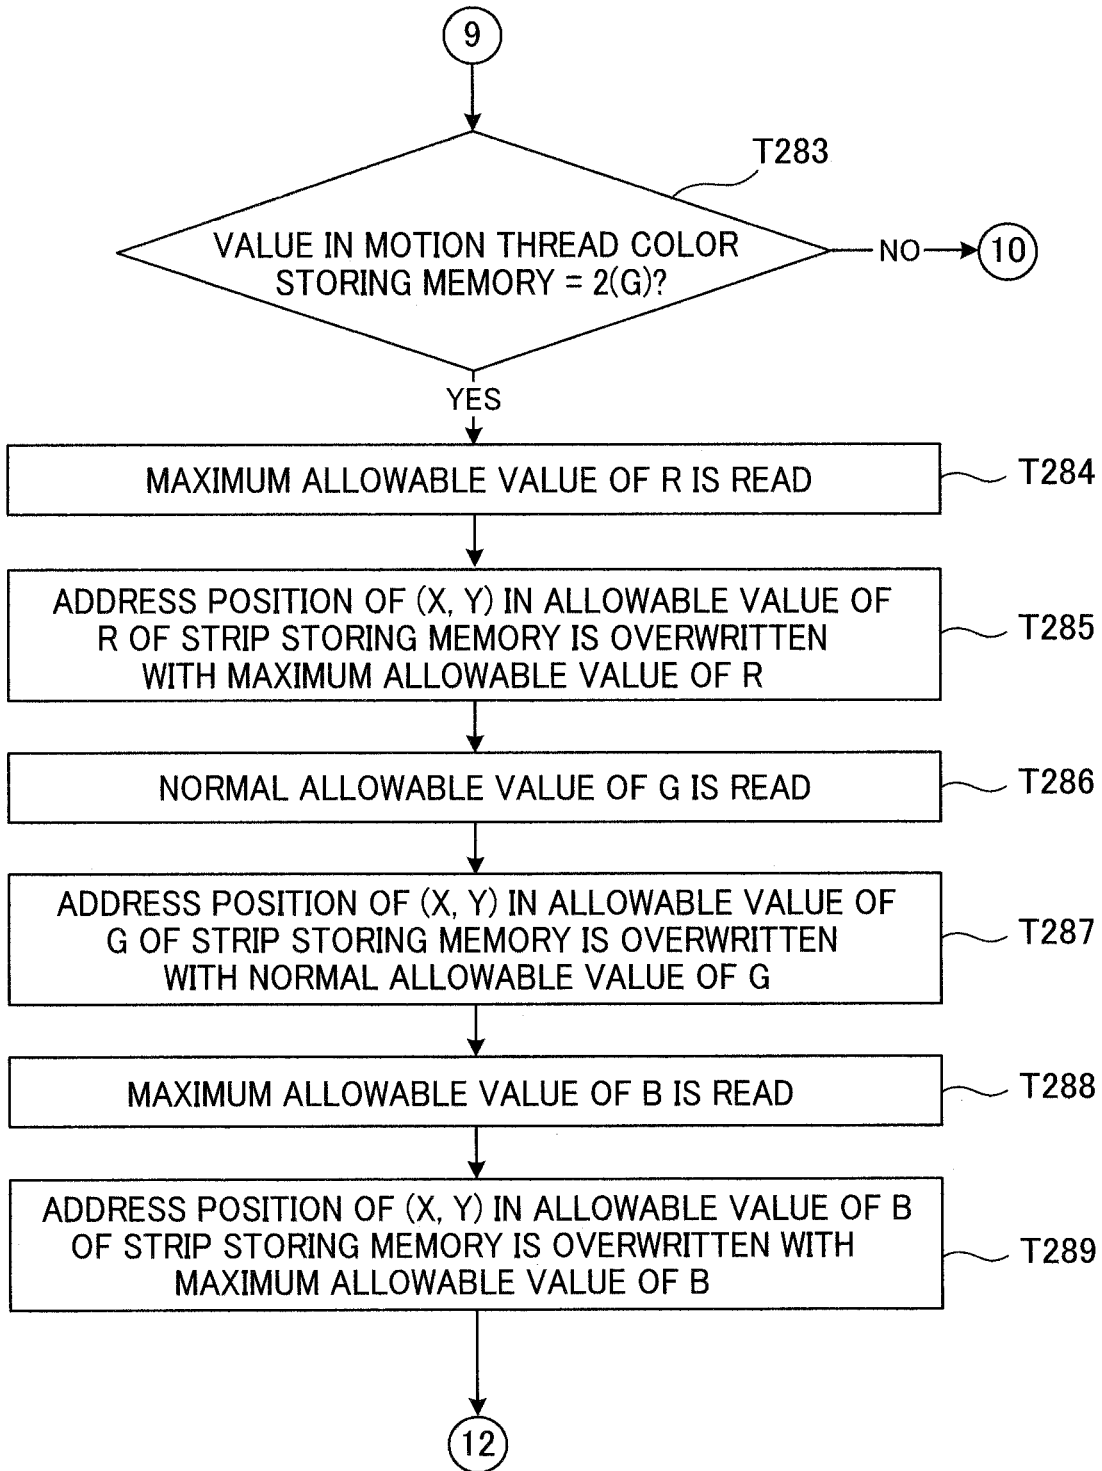 9
T283
VALUE IN MOTION THREAD COLOR
STORING MEMORY = 2(G)?
NO
10
YES
MAXIMUM ALLOWABLE VALUE OF R IS READ
T284
ADDRESS POSITION OF (X, Y) IN ALLOWABLE VALUE OF
R OF STRIP STORING MEMORY IS OVERWRITTEN
WITH MAXIMUM ALLOWABLE VALUE OF R
T285
NORMAL ALLOWABLE VALUE OF G IS READ
T286
ADDRESS POSITION OF (X, Y) IN ALLOWABLE VALUE OF
G OF STRIP STORING MEMORY IS OVERWRITTEN
WITH NORMAL ALLOWABLE VALUE OF G
T287
MAXIMUM ALLOWABLE VALUE OF B IS READ
T288
ADDRESS POSITION OF (X, Y) IN ALLOWABLE VALUE OF B
OF STRIP STORING MEMORY IS OVERWRITTEN WITH
MAXIMUM ALLOWABLE VALUE OF B
T289
12